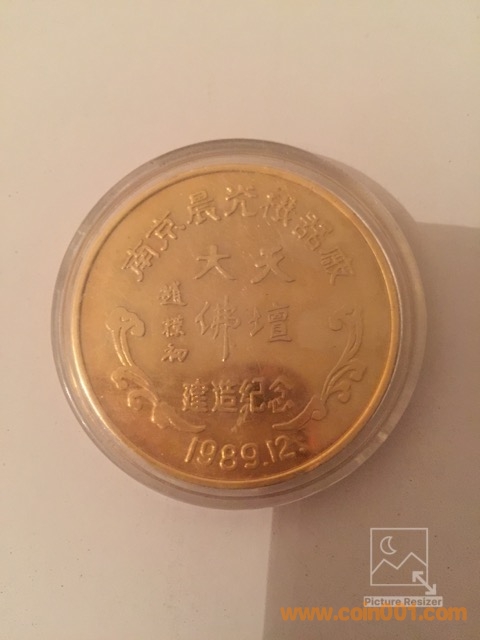 南京晨光機器廠
天壇
大佛
趙樸初
建造纪念
1989.12.
Picture Resizer
www.coin001.com